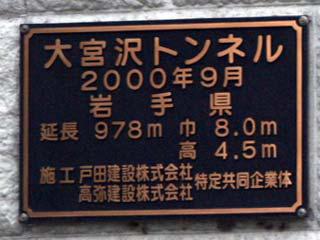 大宮沢トンネル
2000年9月
岩手県
延長 978m 巾 8.0m
高 4.5m
施工 戸田建設株式会社 特定共同企業体
高弥建設株式会社